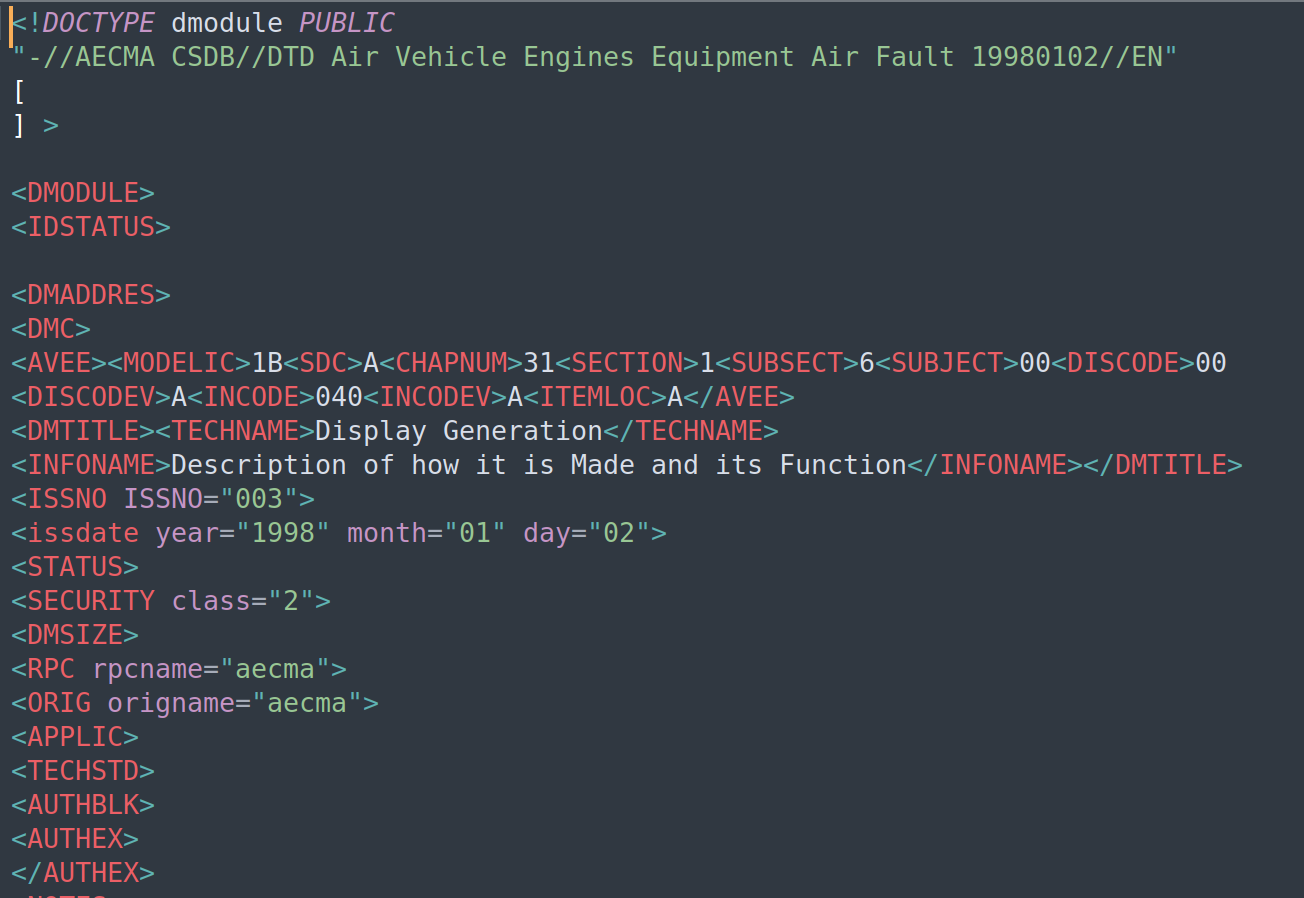 <!DOCTYPE dmodule PUBLIC
"-//AECMA CSDB//DTD Air Vehicle Engines Equipment Air Fault 19980102//EN"
[
] >
<DMODULE>
<IDSTATUS>
<DMADDRES>
<DMC>
<AVEE><MODELIC>1B<SDC>A<CHAPNUM>31<SECTION>1<SUBSECT>6<SUBJECT>00<DISCODE>00
<DISCODEV>A<INCODE>040<INCODEV>A<ITEMLOC>A</AVEE>
<DMTITLE><TECHNAME>Display Generation</TECHNAME>
<INFONAME>Description of how it is Made and its Function</INFONAME></DMTITLE>
<ISSNO ISSNO="003">
<issdate year="1998" month="01" day="02">
<STATUS>
<SECURITY class="2">
<DMSIZE>
<RPC rpcname="aecma">
<ORIG origname="aecma">
<APPLIC>
<TECHSTD>
<AUTHBLK>
<AUTHEX>
</AUTHEX>